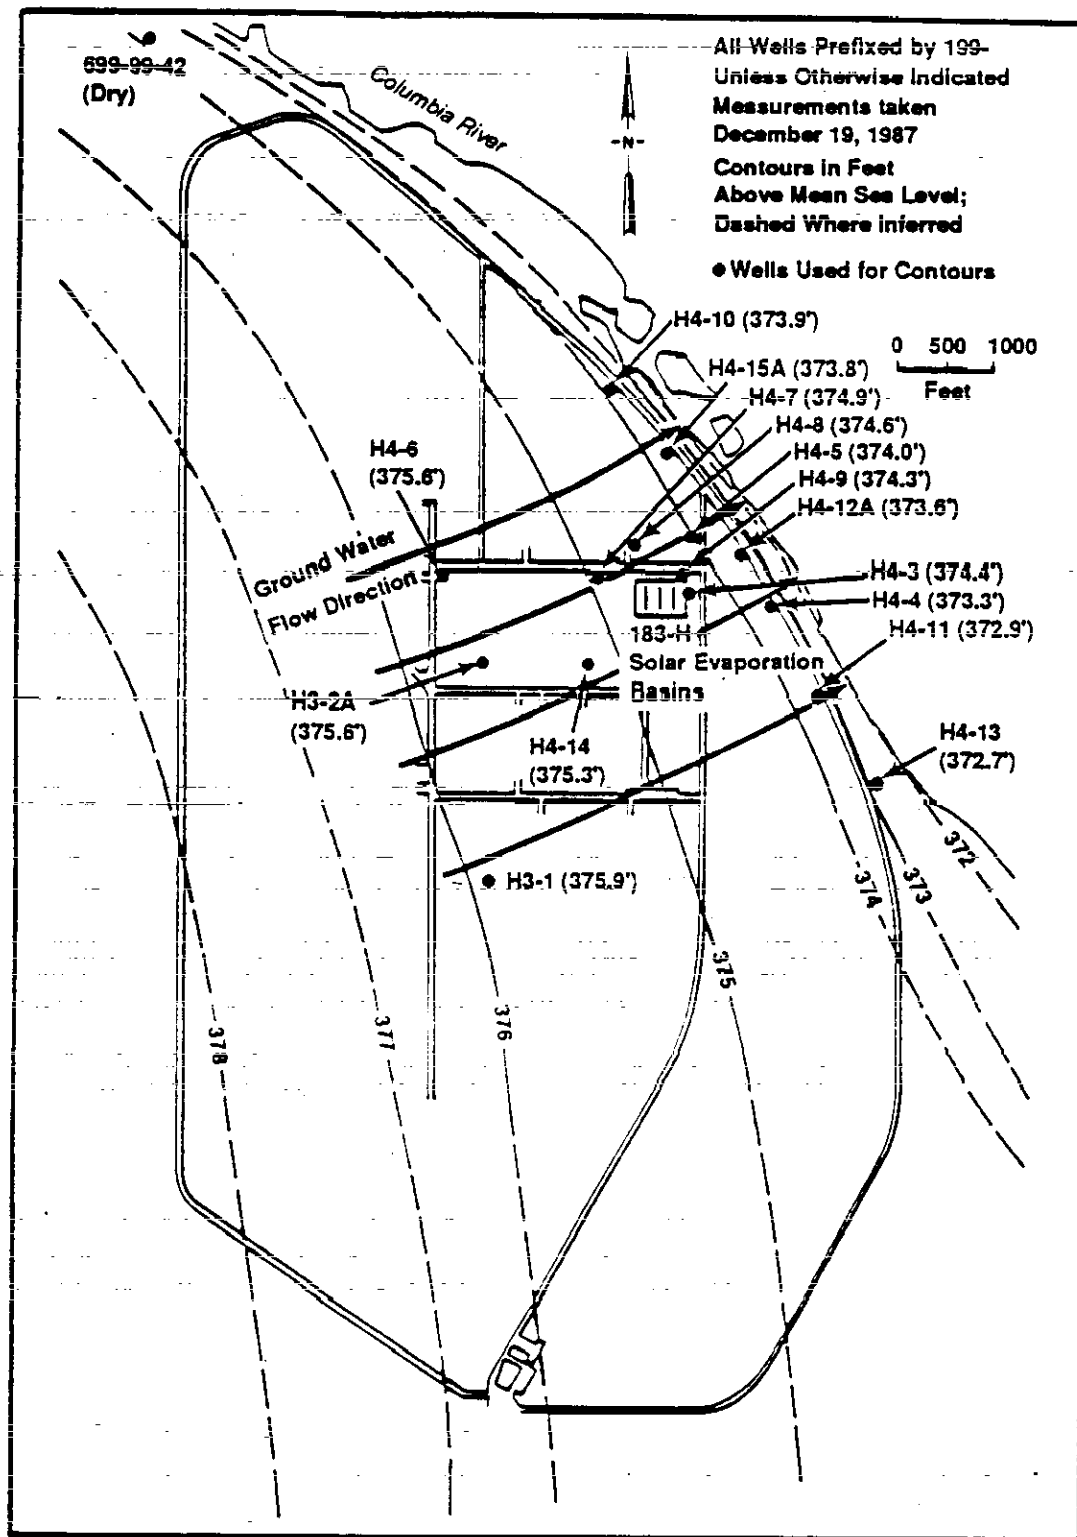 699-99-42
(Dry)
Columbia River
-N-
All Wells Prefixed by 199-
Unless Otherwise Indicated
Measurements taken
December 19, 1987
Contours in Feet
Above Mean Sea Level;
Dashed Where Inferred
Wells Used for Contours
0 500 1000
Feet
H4-10 (373.9')
H4-15A (373.8')
H4-7 (374.9')
H4-8 (374.6')
H4-5 (374.0')
H4-9 (374.3')
H4-12A (373.6')
H4-6
(375.6')
Ground Water
Flow Direction
H4-3 (374.4')
H4-4 (373.3')
H4-11 (372.9')
183-H
Solar Evaporation
Basins
H3-2A
(375.6')
H4-14
(375.3')
H4-13
(372.7')
H3-1 (375.9')
372
373
374
375
376
377
378